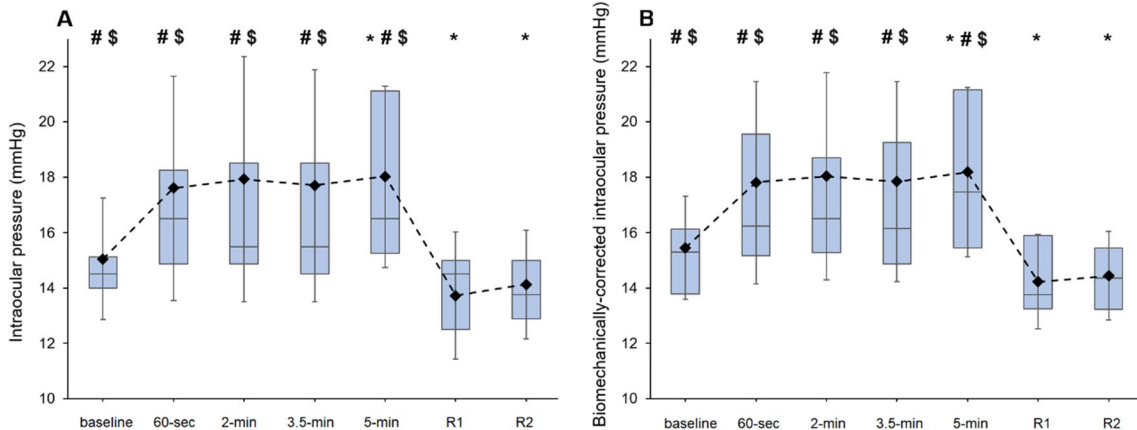 A
# $ # $ # $ # $ * # $ * *
Intraocular pressure (mmHg)
22
20
18
16
14
12
10
baseline 60-sec 2-min 3.5-min 5-min R1 R2
B
# $ # $ # $ # $ * # $ * *
Biomechanically-corrected intraocular pressure (mmHg)
22
20
18
16
14
12
10
baseline 60-sec 2-min 3.5-min 5-min R1 R2